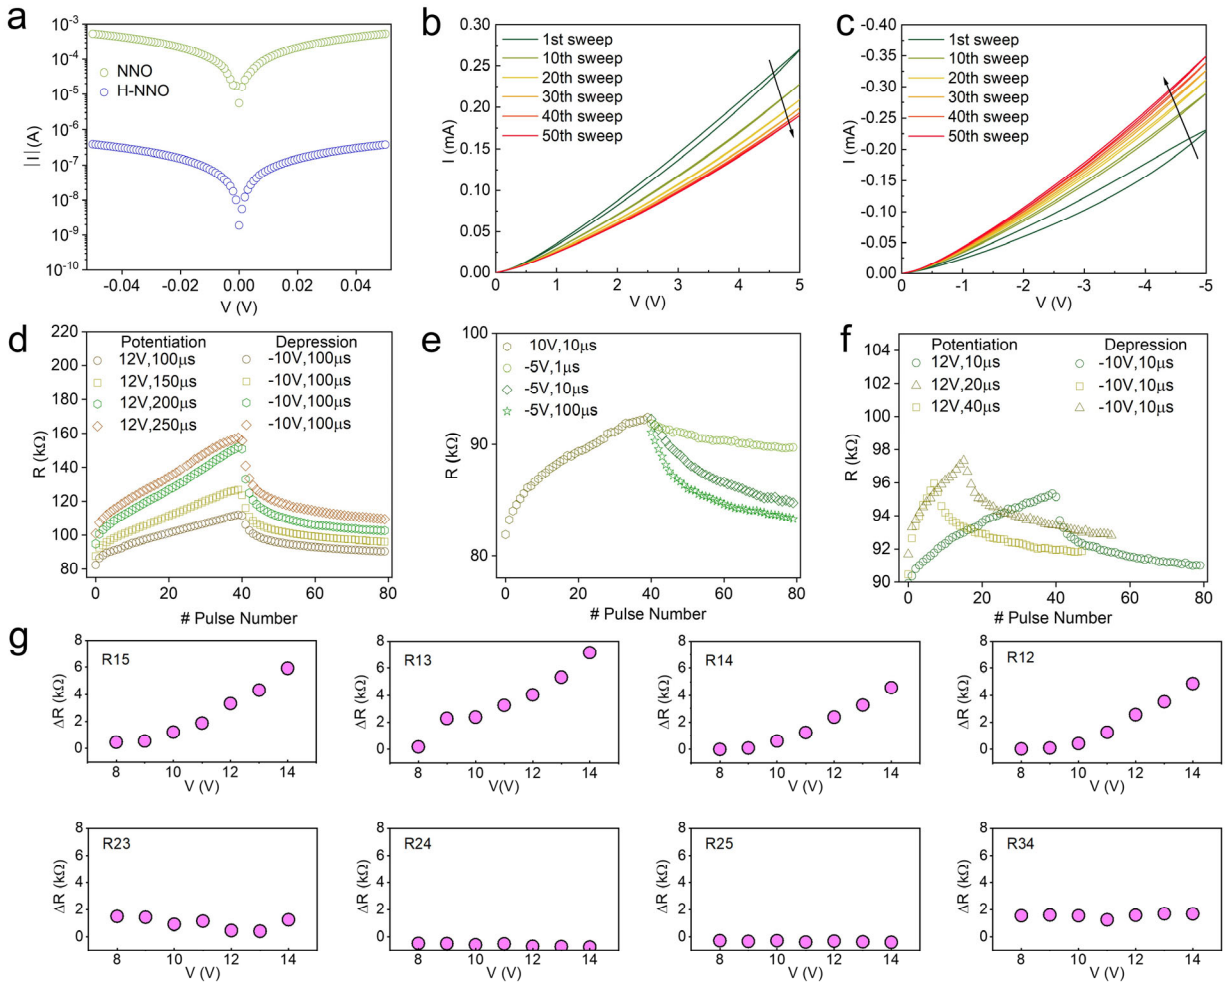 a
10⁻³
10⁻⁴
10⁻⁵
10⁻⁶
10⁻⁷
10⁻⁸
10⁻⁹
10⁻¹⁰
|I| (A)
NNO
H-NNO
-0.04 -0.02 0.00 0.02 0.04
V (V)
b
0.30
0.25
0.20
0.15
0.10
0.05
0.00
I (mA)
1st sweep
10th sweep
20th sweep
30th sweep
40th sweep
50th sweep
0 1 2 3 4 5
V (V)
c
-0.40
-0.35
-0.30
-0.25
-0.20
-0.15
-0.10
-0.05
0.00
I (mA)
1st sweep
10th sweep
20th sweep
30th sweep
40th sweep
50th sweep
0 -1 -2 -3 -4 -5
V (V)
d
220
200
180
160
140
120
100
80
R (kΩ)
Potentiation Depression
12V,100μs -10V,100μs
12V,150μs -10V,100μs
12V,200μs -10V,100μs
12V,250μs -10V,100μs
0 20 40 60 80
# Pulse Number
e
100
95
90
80
R (kΩ)
10V,10μs
-5V,1μs
-5V,10μs
-5V,100μs
0 20 40 60 80
# Pulse Number
f
104
102
100
98
96
94
92
90
R (kΩ)
Potentiation Depression
12V,10μs -10V,10μs
12V,20μs -10V,10μs
12V,40μs -10V,10μs
0 20 40 60 80
# Pulse Number
g
R15
8
6
4
2
0
ΔR (kΩ)
8 10 12 14
V (V)
R13
8
6
4
2
0
ΔR (kΩ)
8 10 12 14
V(V)
R14
8
6
4
2
0
ΔR (kΩ)
8 10 12 14
V (V)
R12
8
6
4
2
0
ΔR (kΩ)
8 10 12 14
V (V)
R23
8
6
4
2
0
ΔR (kΩ)
8 10 12 14
V (V)
R24
8
6
4
2
0
ΔR (kΩ)
8 10 12 14
V (V)
R25
8
6
4
2
0
ΔR (kΩ)
8 10 12 14
V (V)
R34
8
6
4
2
0
ΔR (kΩ)
8 10 12 14
V (V)